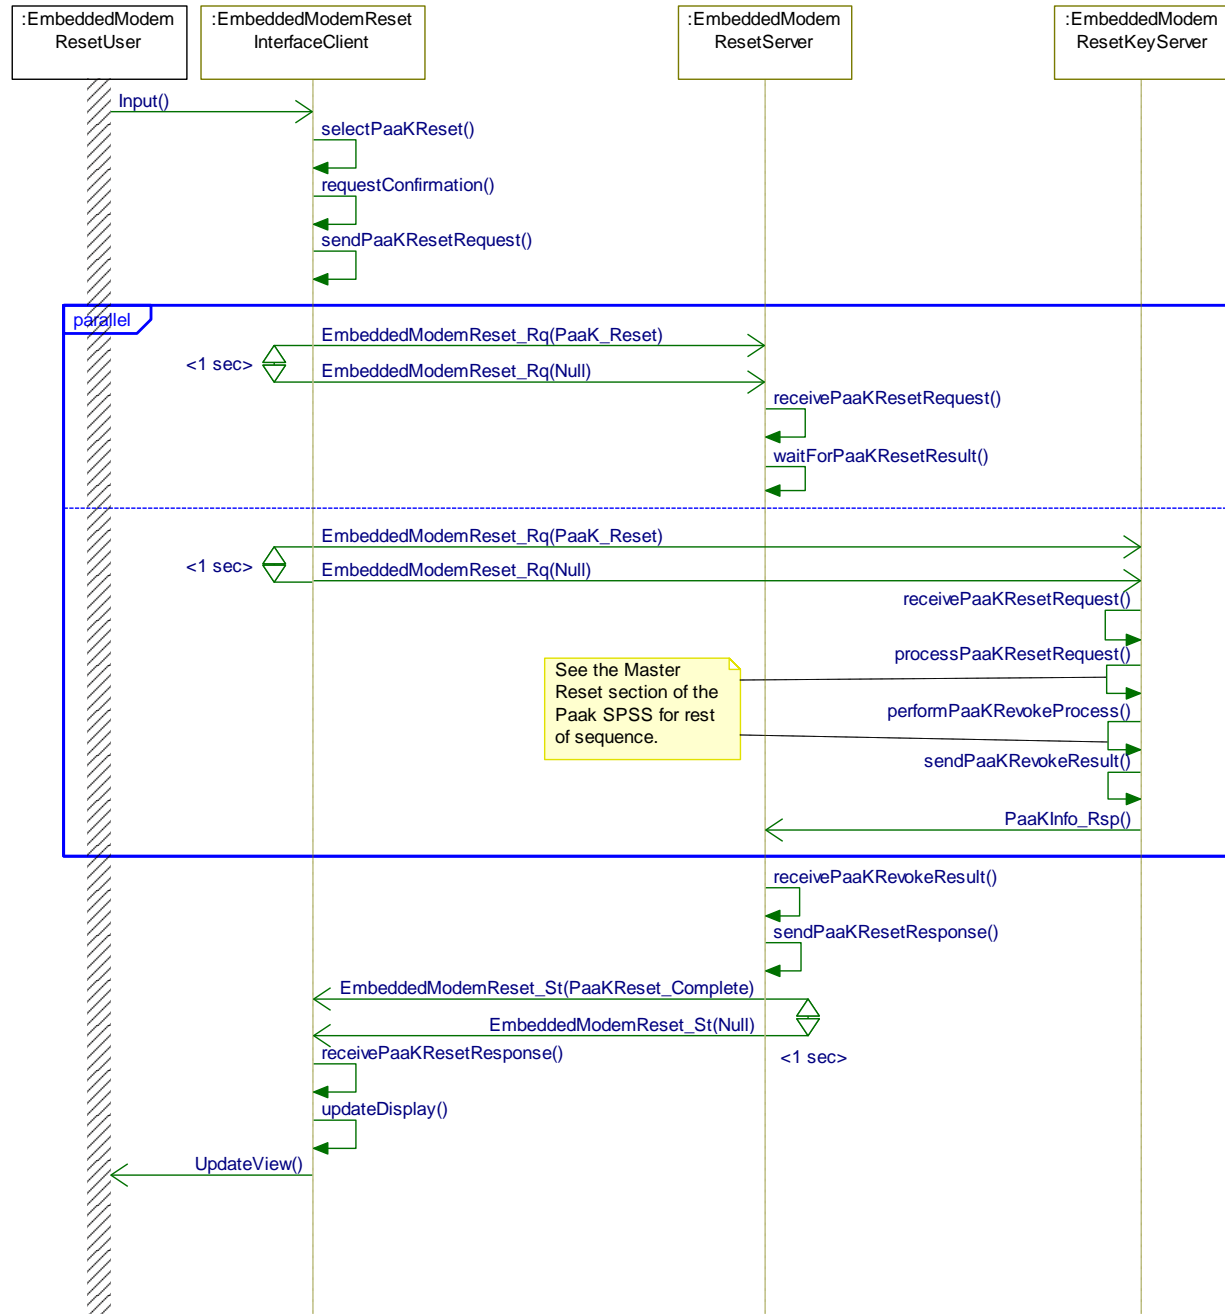 :EmbeddedModem
ResetUser
:EmbeddedModemReset
InterfaceClient
:EmbeddedModem
ResetServer
:EmbeddedModem
ResetKeyServer
Input()
selectPaaKReset()
requestConfirmation()
sendPaaKResetRequest()
parallel
EmbeddedModemReset_Rq(PaaK_Reset)
<1 sec>
EmbeddedModemReset_Rq(Null)
receivePaaKResetRequest()
waitForPaaKResetResult()
EmbeddedModemReset_Rq(PaaK_Reset)
<1 sec>
EmbeddedModemReset_Rq(Null)
receivePaaKResetRequest()
processPaaKResetRequest()
See the Master
Reset section of the
Paak SPSS for rest
of sequence.
performPaaKRevokeProcess()
sendPaaKRevokeResult()
PaaKInfo_Rsp()
receivePaaKRevokeResult()
sendPaaKResetResponse()
EmbeddedModemReset_St(PaaKReset_Complete)
EmbeddedModemReset_St(Null)
<1 sec>
receivePaaKResetResponse()
updateDisplay()
UpdateView()